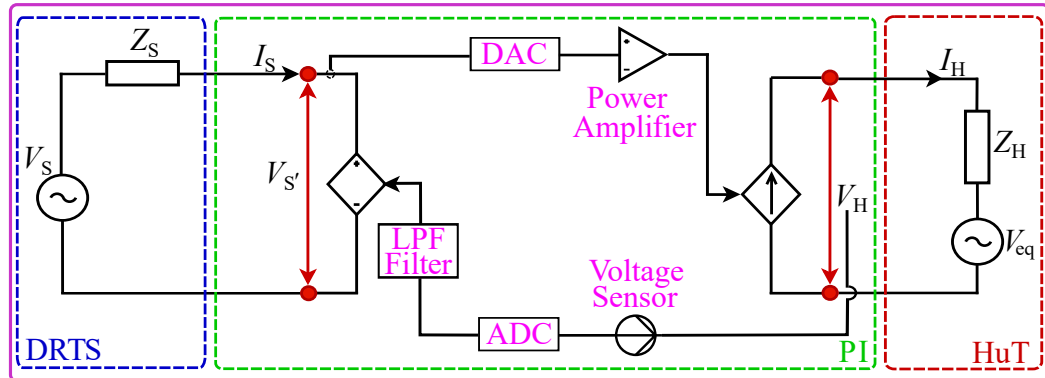 Z_S
I_S
DAC
Power
Amplifier
I_H
Z_H
V_S
V_S'
V_H
V_eq
LPF
Filter
Voltage
Sensor
ADC
DRTS
PI
HuT